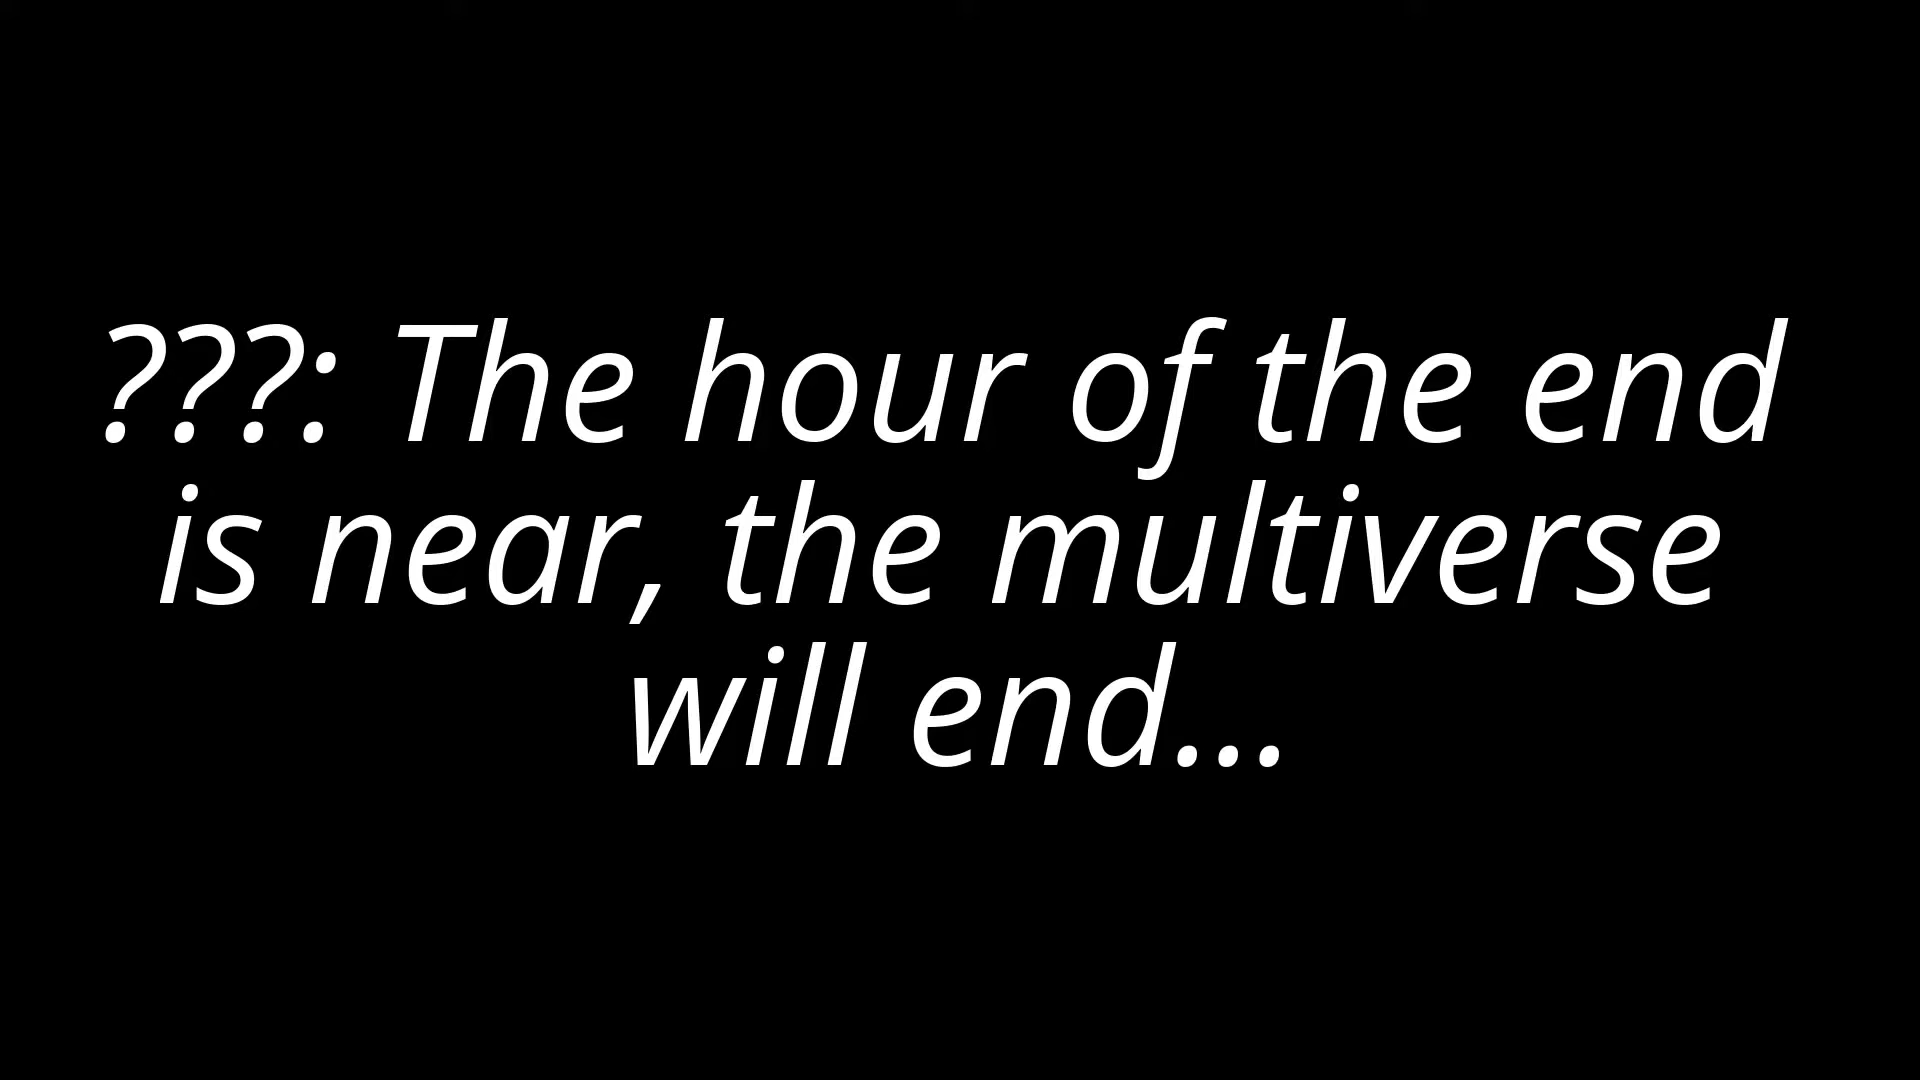 ???: The hour of the end
is near, the multiverse
will end...